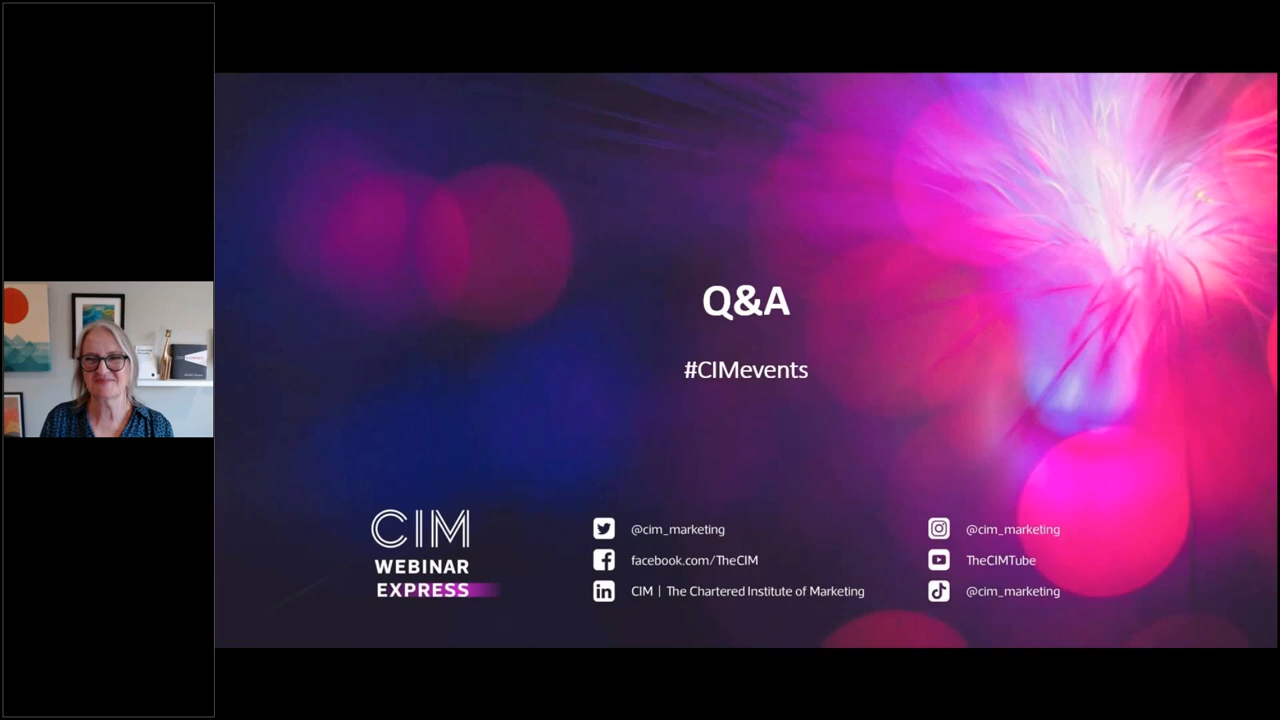 Q&A
#CIMevents
CIM
WEBINAR
EXPRESS
@cim_marketing
facebook.com/TheCIM
CIM | The Chartered Institute of Marketing
@cim_marketing
TheCIMTube
@cim_marketing